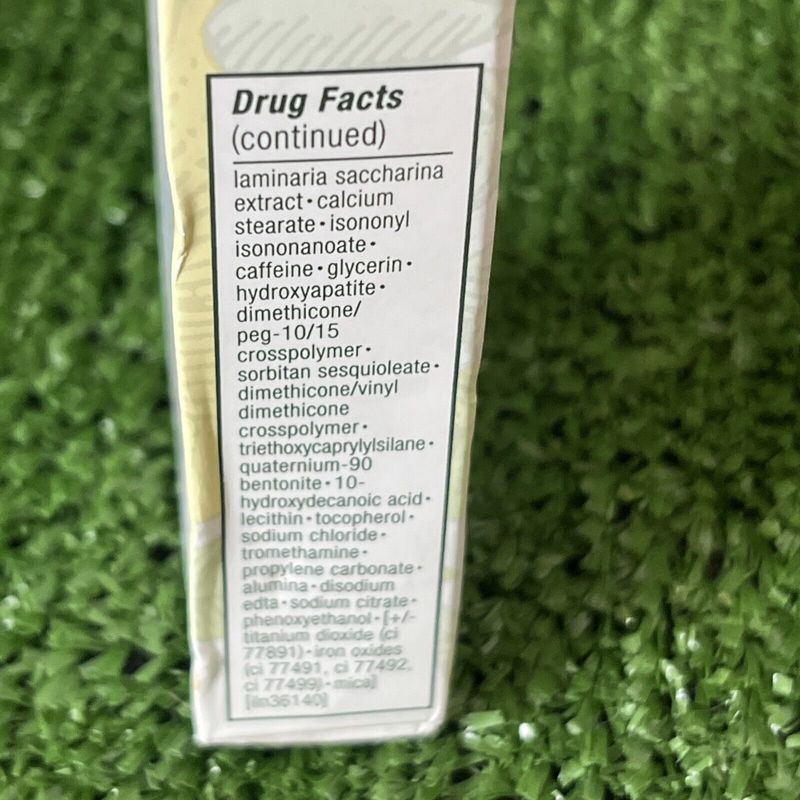 Drug Facts
(continued)
laminaria saccharina
extract • calcium
stearate • isononyl
isononanoate •
caffeine • glycerin •
hydroxyapatite •
dimethicone/
peg-10/15
crosspolymer •
sorbitan sesquioleate •
dimethicone/vinyl
dimethicone
crosspolymer •
triethoxycaprylylsilane •
quaternium-90
bentonite • 10-
hydroxydecanoic acid •
lecithin • tocopherol •
sodium chloride •
tromethamine •
propylene carbonate •
alumina • disodium
edta • sodium citrate •
phenoxyethanol • [+/-
titanium dioxide (ci
77891) • iron oxides
(ci 77491, ci 77492,
ci 77499) • mica]
[iln36140]